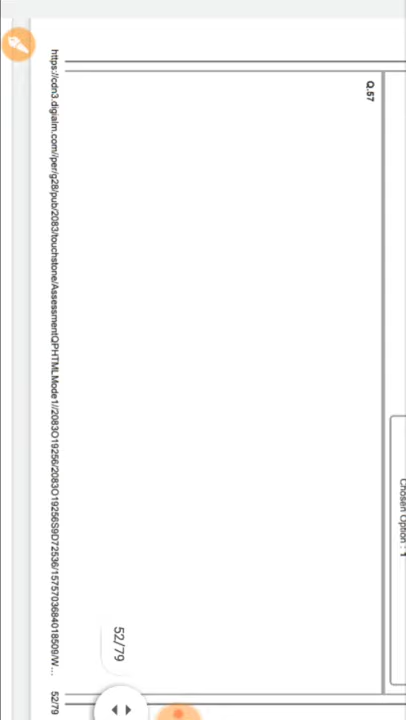 Chosen Option : 1
Q.57
52/79
https://cdn3.digialm.com//per/g28/pub/2083/touchstone/AssessmentQPHTMLMode1//2083O19256/2083O19256S9D72536/1575703684018509/W… 52/79